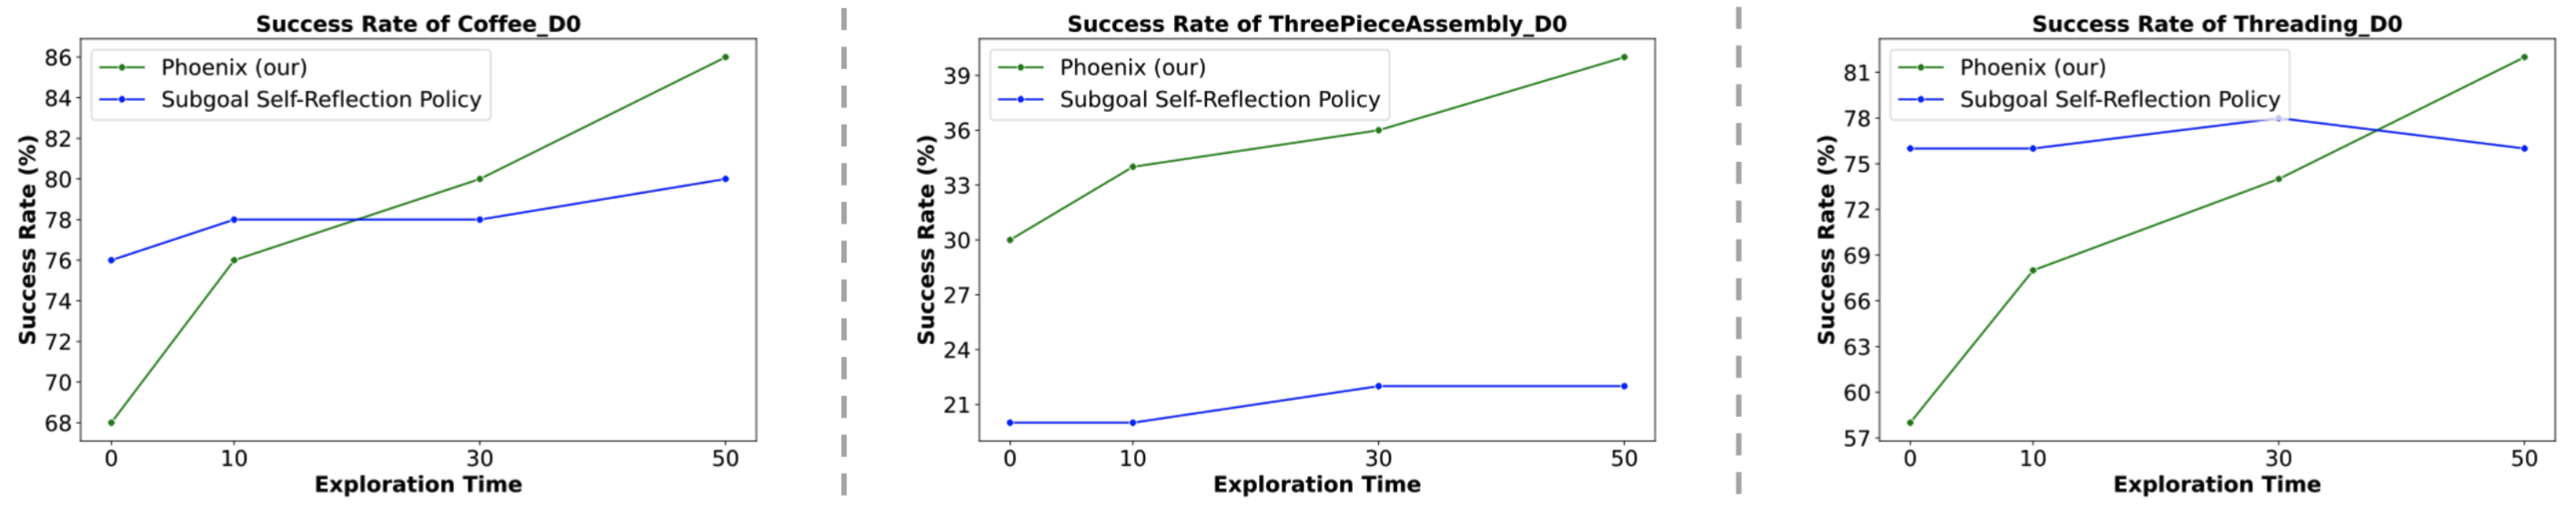 Success Rate of Coffee_D0
Phoenix (our)
Subgoal Self-Reflection Policy
Success Rate (%)
86
84
82
80
78
76
74
72
70
68
0 10 30 50
Exploration Time
Success Rate of ThreePieceAssembly_D0
Phoenix (our)
Subgoal Self-Reflection Policy
Success Rate (%)
39
36
33
30
27
24
21
0 10 30 50
Exploration Time
Success Rate of Threading_D0
Phoenix (our)
Subgoal Self-Reflection Policy
Success Rate (%)
81
78
75
72
69
66
63
60
57
0 10 30 50
Exploration Time